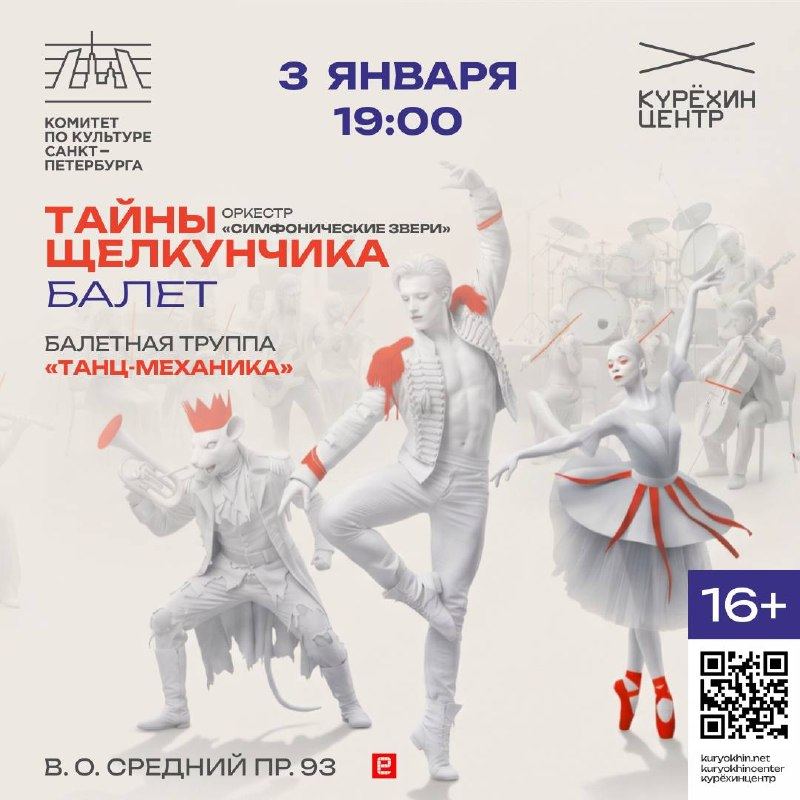 КОМИТЕТ
ПО КУЛЬТУРЕ
САНКТ–
ПЕТЕРБУРГА
3 ЯНВАРЯ
19:00
КУРЁХИН
ЦЕНТР
ТАЙНЫ
ЩЕЛКУНЧИКА
БАЛЕТ
ОРКЕСТР
«СИМФОНИЧЕСКИЕ ЗВЕРИ»
БАЛЕТНАЯ ТРУППА
«ТАНЦ-МЕХАНИКА»
16+
kuryokhin.net
kuryokhincenter
курёхинцентр
В. О. СРЕДНИЙ ПР. 93
e